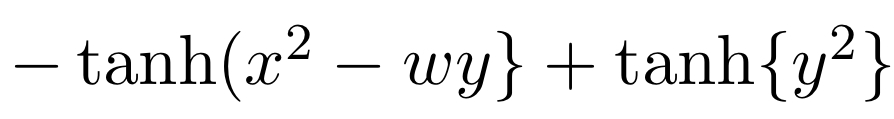 − tanh(x² − wy} + tanh{y²}